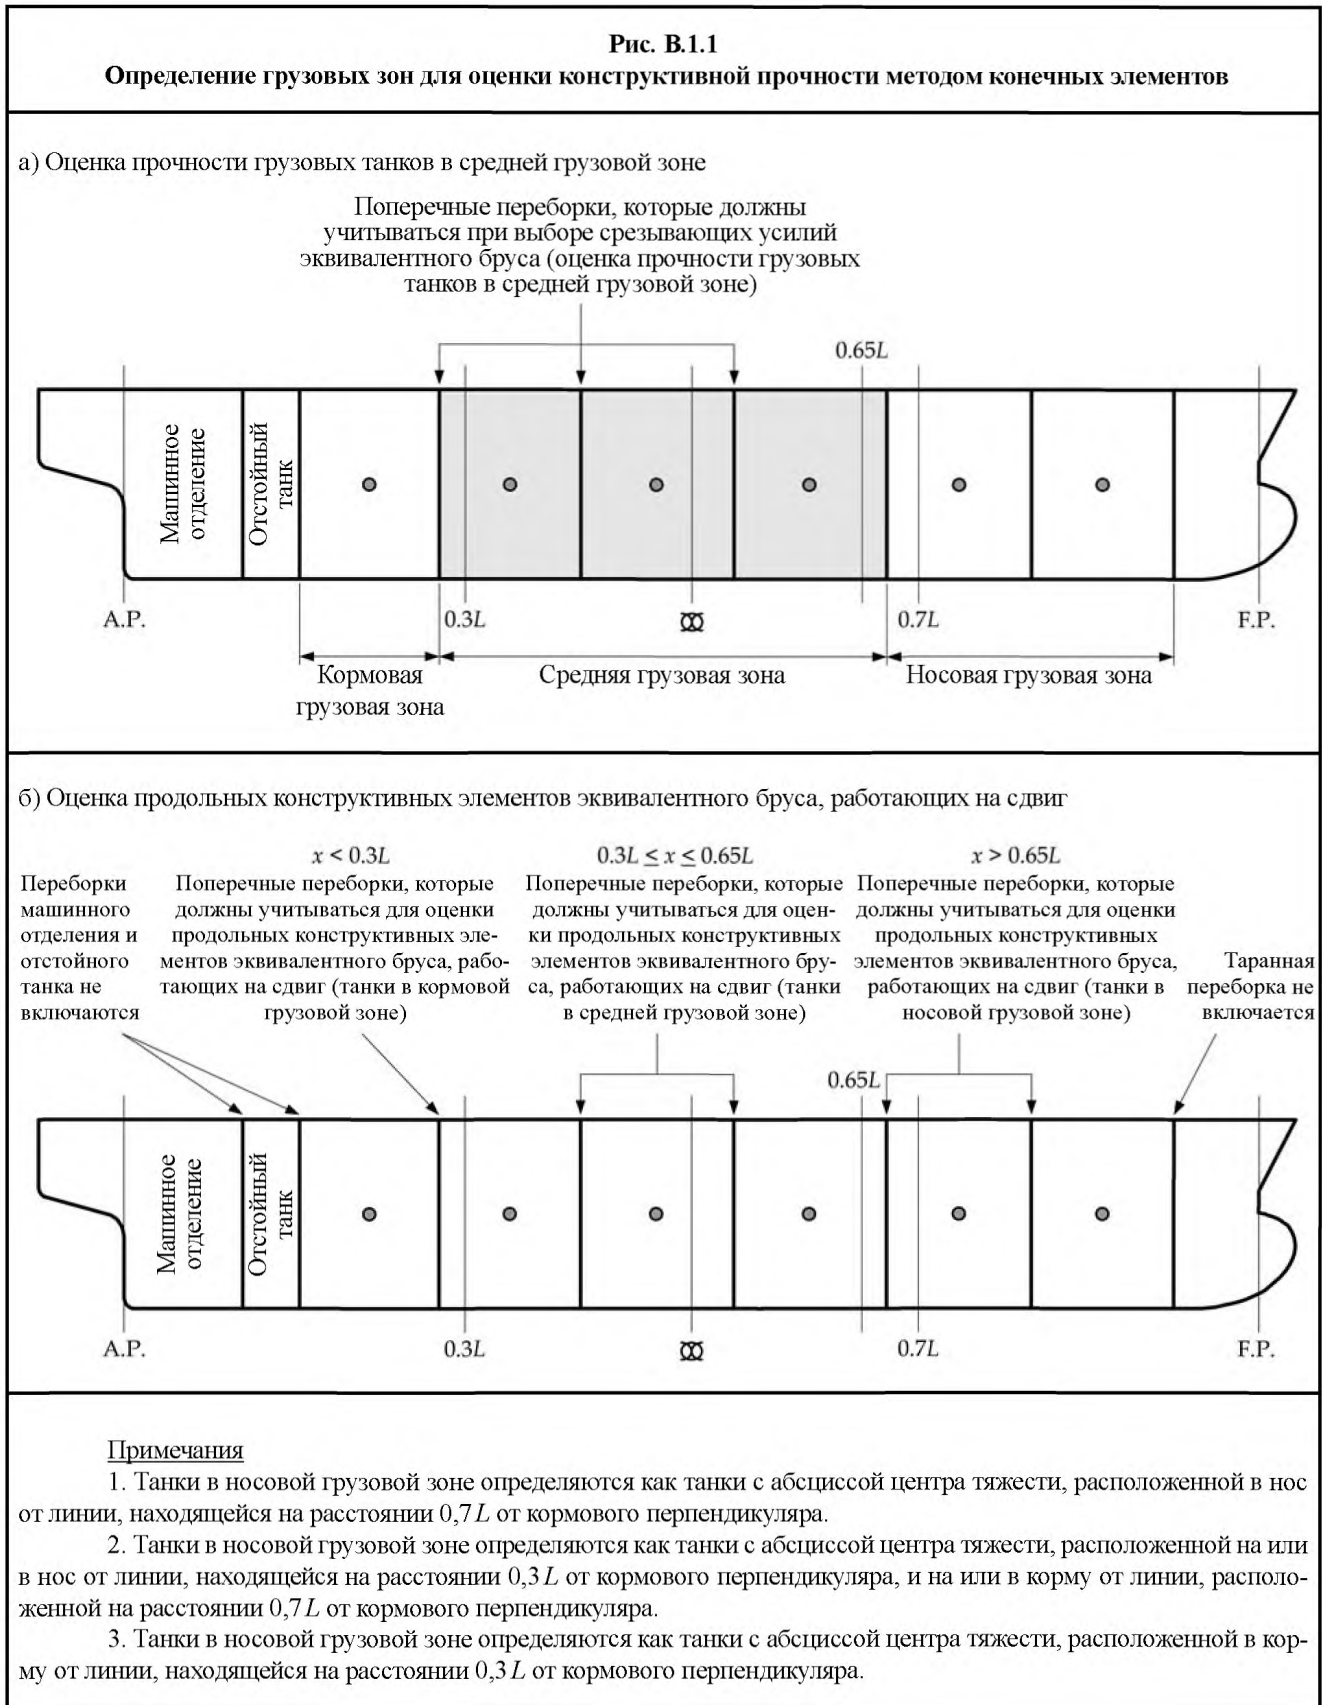 Рис. В.1.1
Определение грузовых зон для оценки конструктивной прочности методом конечных элементов
а) Оценка прочности грузовых танков в средней грузовой зоне
Поперечные переборки, которые должны
учитываться при выборе срезывающих усилий
эквивалентного бруса (оценка прочности грузовых
танков в средней грузовой зоне)
0.65L
Машинное
отделение
Отстойный
танк
A.P.
0.3L
0.7L
F.P.
Кормовая
грузовая зона
Средняя грузовая зона
Носовая грузовая зона
б) Оценка продольных конструктивных элементов эквивалентного бруса, работающих на сдвиг
Переборки
машинного
отделения и
отстойного
танка не
включаются
x < 0.3L
Поперечные переборки, которые
должны учитываться для оценки
продольных конструктивных эле-
ментов эквивалентного бруса, рабо-
тающих на сдвиг (танки в кормовой
грузовой зоне)
0.3L ≤ x ≤ 0.65L
Поперечные переборки, которые
должны учитываться для оцен-
ки продольных конструктивных
элементов эквивалентного бру-
са, работающих на сдвиг (танки
в средней грузовой зоне)
x > 0.65L
Поперечные переборки, которые
должны учитываться для оценки
продольных конструктивных
элементов эквивалентного бруса,
работающих на сдвиг (танки в
носовой грузовой зоне)
Таранная
переборка не
включается
0.65L
Машинное
отделение
Отстойный
танк
A.P.
0.3L
0.7L
F.P.
Примечания
1. Танки в носовой грузовой зоне определяются как танки с абсциссой центра тяжести, расположенной в нос
от линии, находящейся на расстоянии 0,7L от кормового перпендикуляра.
2. Танки в носовой грузовой зоне определяются как танки с абсциссой центра тяжести, расположенной на или
в нос от линии, находящейся на расстоянии 0,3L от кормового перпендикуляра, и на или в корму от линии, располо-
женной на расстоянии 0,7L от кормового перпендикуляра.
3. Танки в носовой грузовой зоне определяются как танки с абсциссой центра тяжести, расположенной в кор-
му от линии, находящейся на расстоянии 0,3L от кормового перпендикуляра.